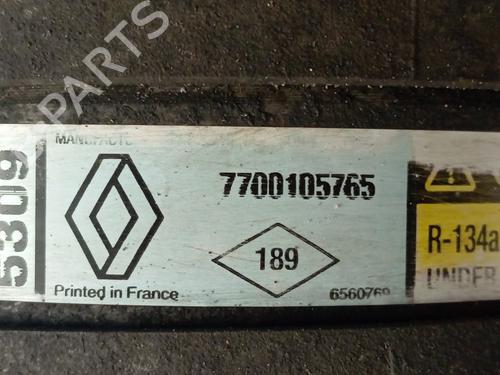 PARTS
5309
MANUFACTU
7700105765
189
Printed in France
6560769
R-134a
UNDER